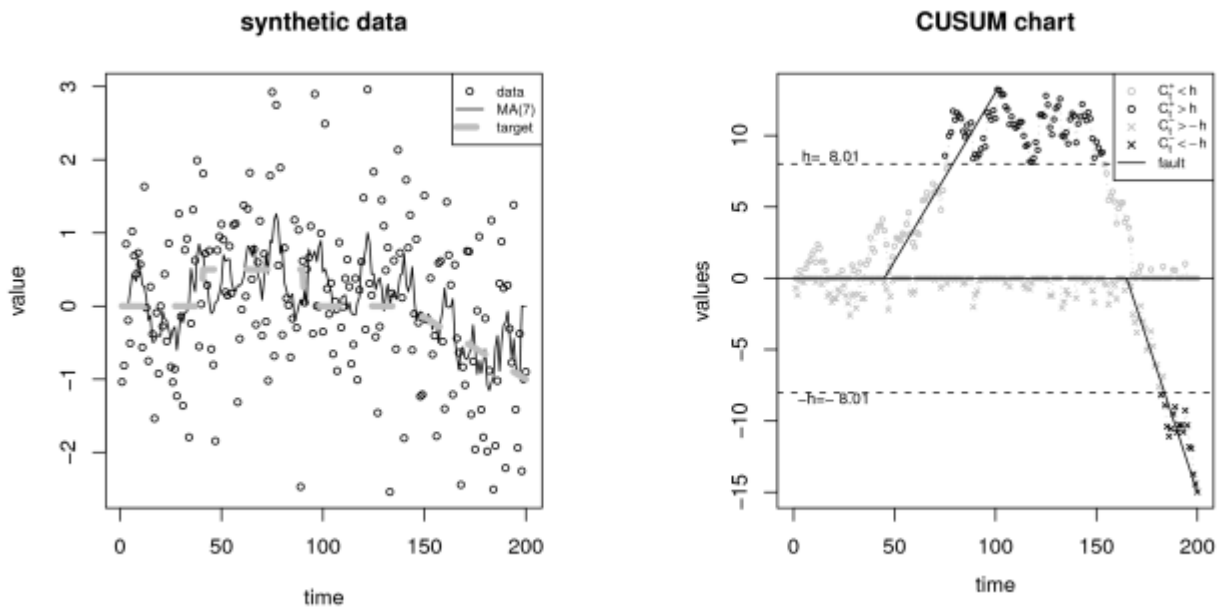 synthetic data
value
3
2
1
0
−1
−2
data
MA(7)
target
0 50 100 150 200
time
CUSUM chart
values
10
5
0
−5
−10
−15
h= 8.01
−h=− 8.01
C⁺ₜ < h
C⁺ₜ > h
C⁻ₜ > − h
C⁻ₜ < − h
fault
0 50 100 150 200
time